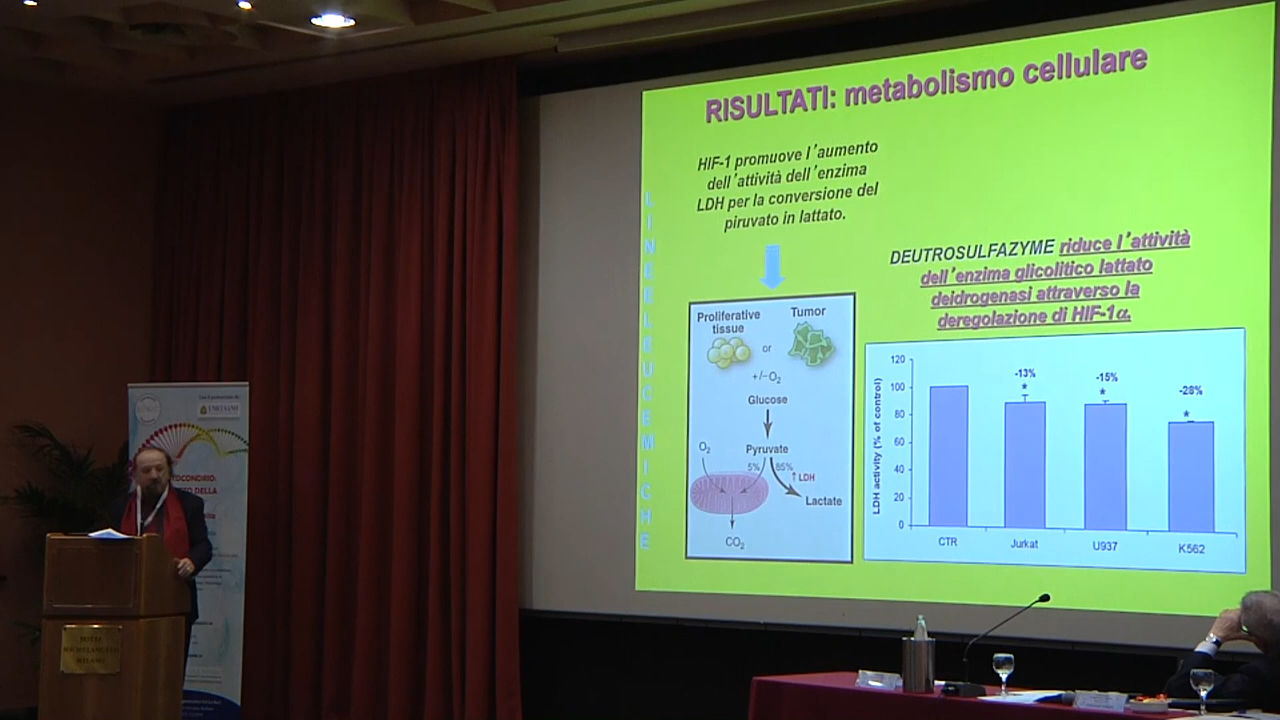 RISULTATI: metabolismo cellulare
HIF-1 promuove l'aumento
dell'attività dell'enzima
LDH per la conversione del
piruvato in lattato.
LINEE LEUCEMICHE
DEUTROSULFAZYME riduce l'attività
dell'enzima glicolitico lattato
deidrogenasi attraverso la
deregolazione di HIF-1α.
Proliferative
tissue
or
Tumor
+/−O2
Glucose
O2
Pyruvate
5%
85%
↑ LDH
Lactate
CO2
LDH activity (% of control)
120
100
80
60
40
20
0
-13%
*
-15%
*
-28%
*
CTR
Jurkat
U937
K562
HOTEL
MICHELANGELO
MILANO